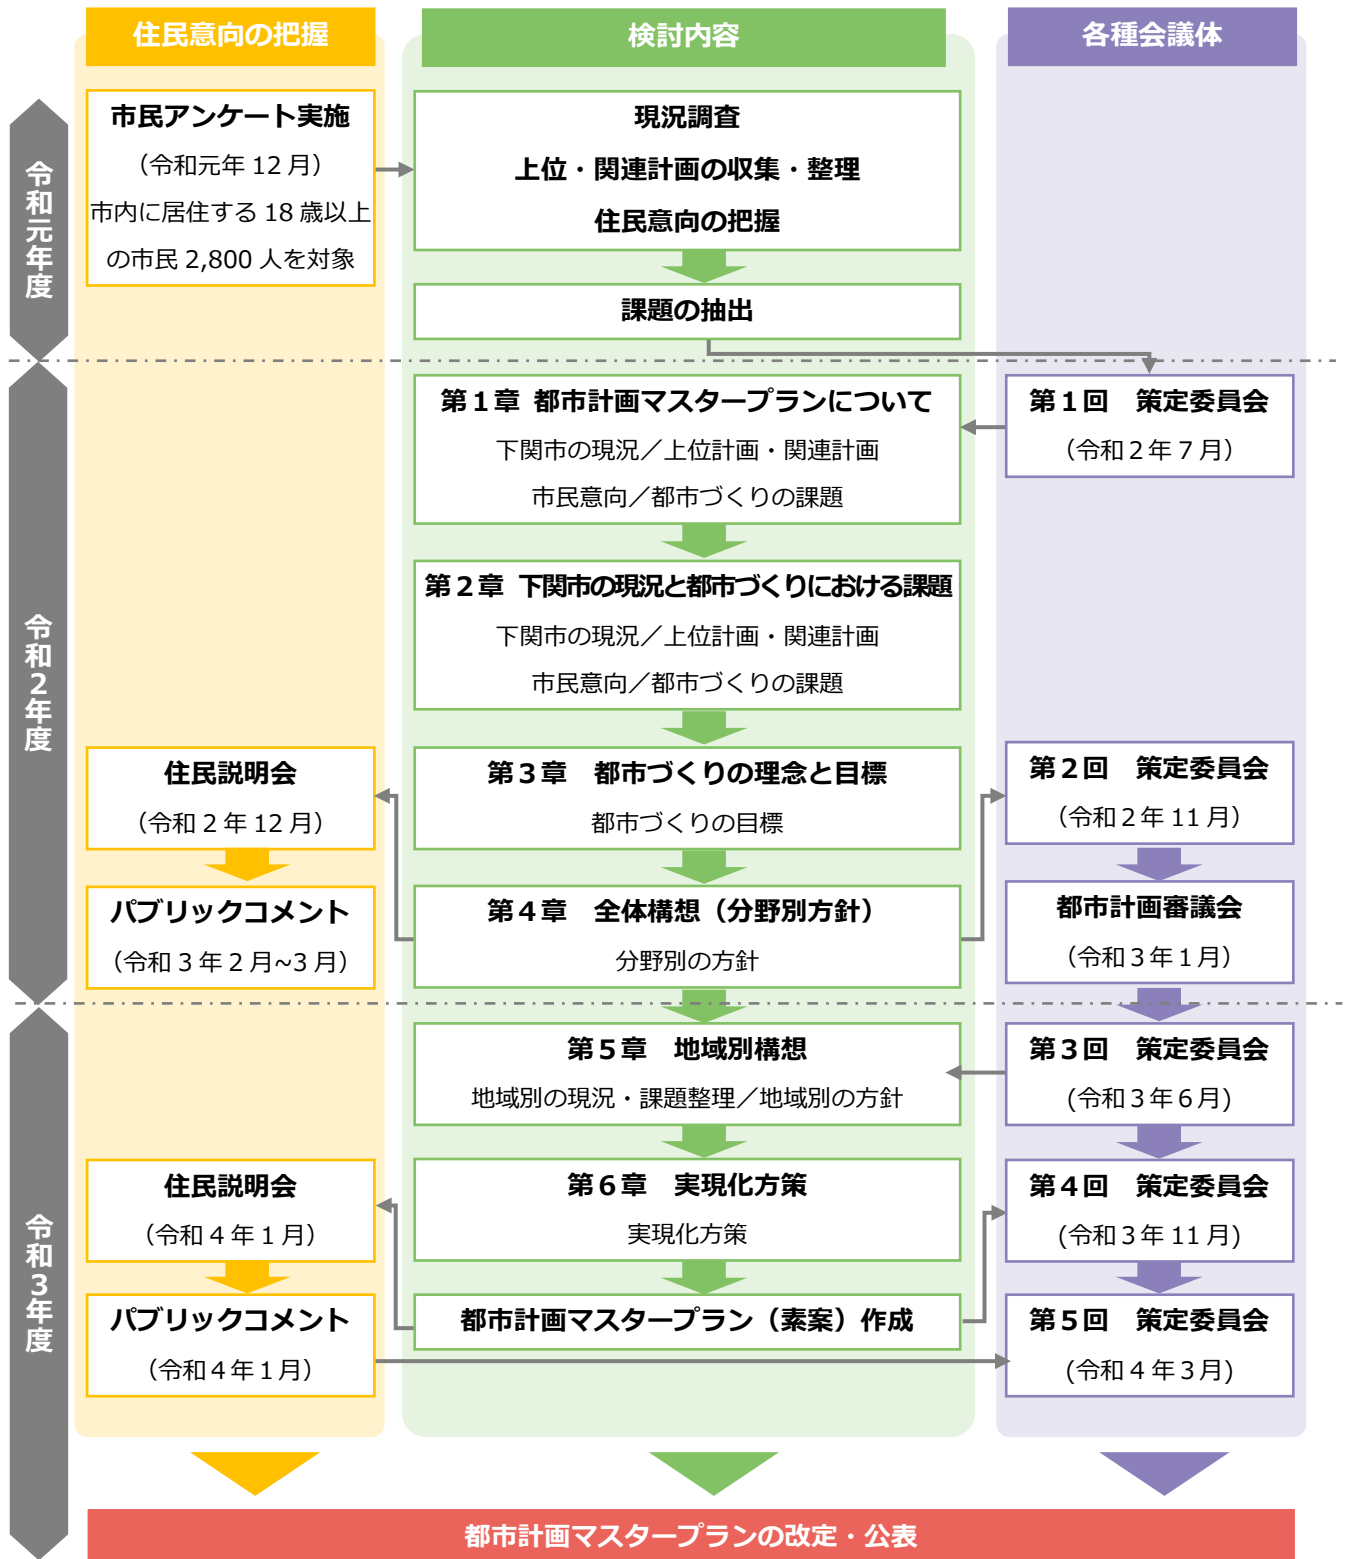 住民意向の把握
検討内容
各種会議体
令和元年度
市民アンケート実施
（令和元年 12 月）
市内に居住する 18 歳以上
の市民 2,800 人を対象
現況調査
上位・関連計画の収集・整理
住民意向の把握
課題の抽出
令和２年度
第１章 都市計画マスタープランについて
下関市の現況／上位計画・関連計画
市民意向／都市づくりの課題
第１回　策定委員会
（令和２年７月）
第２章 下関市の現況と都市づくりにおける課題
下関市の現況／上位計画・関連計画
市民意向／都市づくりの課題
住民説明会
（令和２年 12 月）
第３章　都市づくりの理念と目標
都市づくりの目標
第２回　策定委員会
（令和２年 11 月）
パブリックコメント
（令和３年２月~3 月）
第４章　全体構想（分野別方針）
分野別の方針
都市計画審議会
（令和３年１月）
令和３年度
第５章　地域別構想
地域別の現況・課題整理／地域別の方針
第３回　策定委員会
(令和３年６月)
住民説明会
（令和４年１月）
第６章　実現化方策
実現化方策
第４回　策定委員会
(令和３年 11 月)
パブリックコメント
（令和４年１月）
都市計画マスタープラン（素案）作成
第５回　策定委員会
(令和４年３月)
都市計画マスタープランの改定・公表